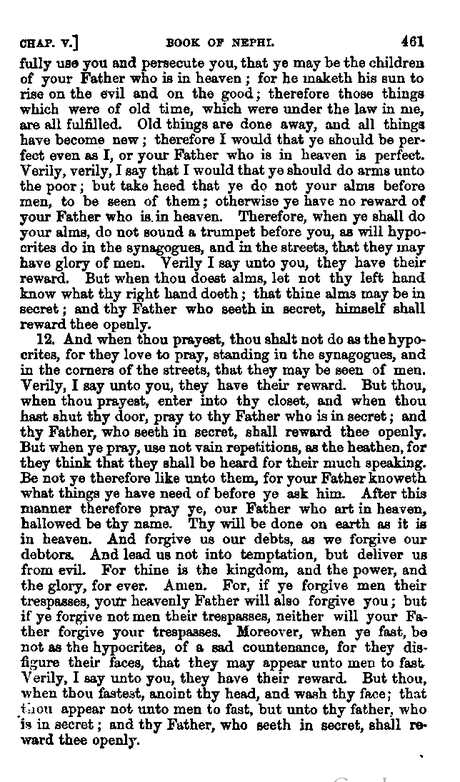 CHAP. V.] BOOK OF NEPHI. 461
fully use you and persecute you, that ye may be the children
of your Father who is in heaven; for he maketh his sun to
rise on the evil and on the good; therefore those things
which were of old time, which were under the law in me,
are all fulfilled. Old things are done away, and all things
have become new; therefore I would that ye should be per-
fect even as I, or your Father who is in heaven is perfect.
Verily, verily, I say that I would that ye should do arms unto
the poor; but take heed that ye do not your alms before
men, to be seen of them; otherwise ye have no reward of
your Father who is in heaven. Therefore, when ye shall do
your alms, do not sound a trumpet before you, as will hypo-
crites do in the synagogues, and in the streets, that they may
have glory of men. Verily I say unto you, they have their
reward. But when thou doest alms, let not thy left hand
know what thy right hand doeth; that thine alms may be in
secret; and thy Father who seeth in secret, himself shall
reward thee openly.
12. And when thou prayest, thou shalt not do as the hypo-
crites, for they love to pray, standing in the synagogues, and
in the corners of the streets, that they may be seen of men.
Verily, I say unto you, they have their reward. But thou,
when thou prayest, enter into thy closet, and when thou
hast shut thy door, pray to thy Father who is in secret; and
thy Father, who seeth in secret, shall reward thee openly.
But when ye pray, use not vain repetitions, as the heathen, for
they think that they shall be heard for their much speaking.
Be not ye therefore like unto them, for your Father knoweth
what things ye have need of before ye ask him. After this
manner therefore pray ye, our Father who art in heaven,
hallowed be thy name. Thy will be done on earth as it is
in heaven. And forgive us our debts, as we forgive our
debtors. And lead us not into temptation, but deliver us
from evil. For thine is the kingdom, and the power, and
the glory, for ever. Amen. For, if ye forgive men their
trespasses, your heavenly Father will also forgive you; but
if ye forgive not men their trespasses, neither will your Fa-
ther forgive your trespasses. Moreover, when ye fast, be
not as the hypocrites, of a sad countenance, for they dis-
figure their faces, that they may appear unto men to fast.
Verily, I say unto you, they have their reward. But thou,
when thou fastest, anoint thy head, and wash thy face; that
thou appear not unto men to fast, but unto thy father, who
is in secret; and thy Father, who seeth in secret, shall re-
ward thee openly.